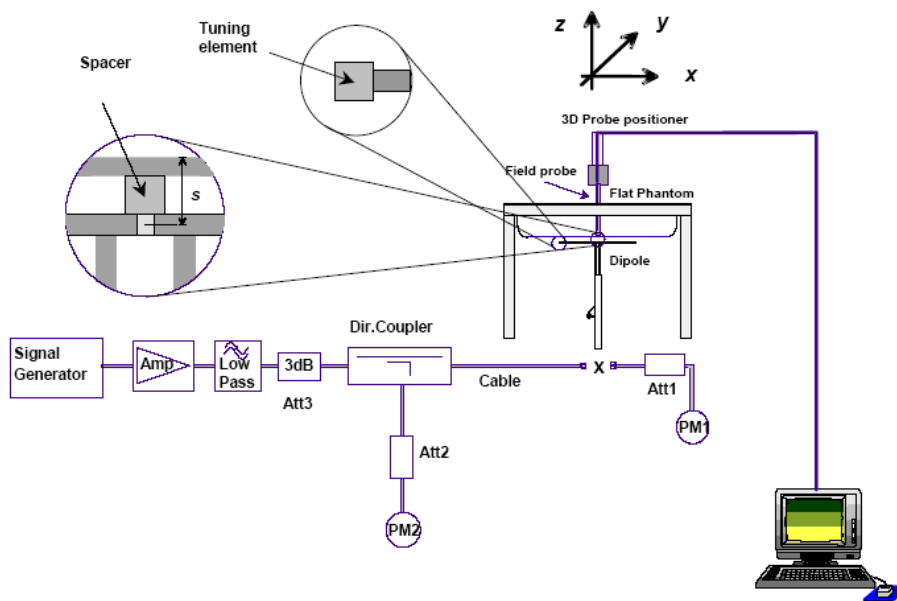 Tuning
element
Spacer
z
y
x
3D Probe positioner
Field probe
Flat Phantom
s
Dipole
Dir.Coupler
Signal
Generator
Amp
Low
Pass
3dB
Att3
Cable
X
Att1
PM1
Att2
PM2